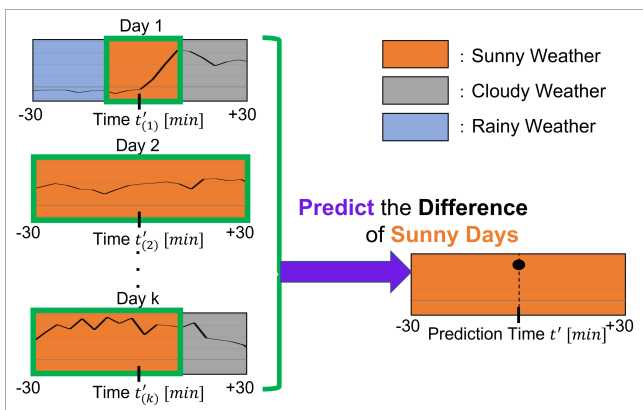 Day 1
-30
+30
Time t′(1) [min]
Day 2
-30
+30
Time t′(2) [min]
Day k
-30
+30
Time t′(k) [min]
: Sunny Weather
: Cloudy Weather
: Rainy Weather
Predict the Difference
of Sunny Days
-30
+30
Prediction Time t′ [min]